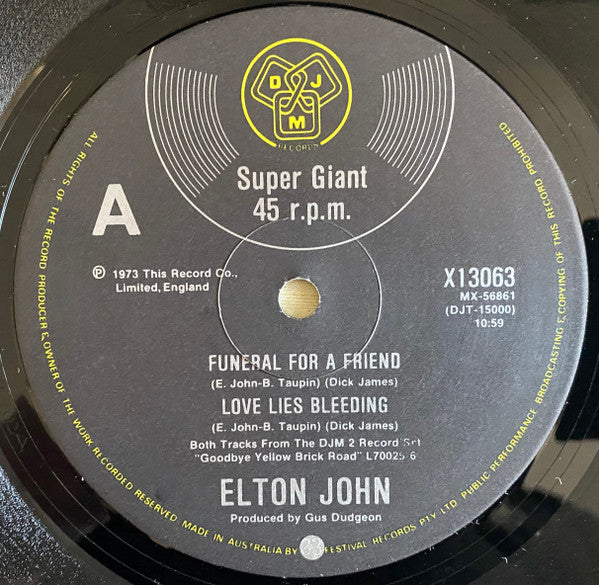 D J M
RECORDS
Super Giant
45 r.p.m.
A
℗ 1973 This Record Co.,
Limited, England
X13063
MX-56861
(DJT-15000)
10:59
FUNERAL FOR A FRIEND
(E. John-B. Taupin) (Dick James)
LOVE LIES BLEEDING
(E. John-B. Taupin) (Dick James)
Both Tracks From The DJM 2 Record Set
"Goodbye Yellow Brick Road" L70025/6
ELTON JOHN
Produced by Gus Dudgeon
ALL RIGHTS OF THE RECORD PRODUCER & OWNER OF THE WORK RECORDED RESERVED. MADE IN AUSTRALIA BY FESTIVAL RECORDS PTY. LTD. PUBLIC PERFORMANCE BROADCASTING & COPYING OF THIS RECORD PROHIBITED